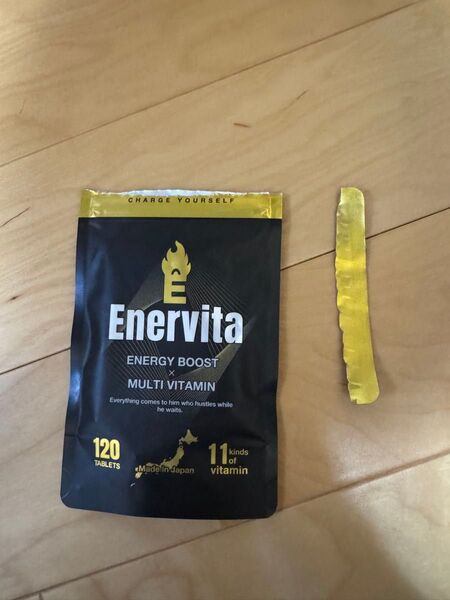 CHARGE YOURSELF
E
Enervita
ENERGY BOOST
×
MULTI VITAMIN
Everything comes to him who hustles while
he waits.
120
TABLETS
Made in Japan
11 kinds
of
vitamin